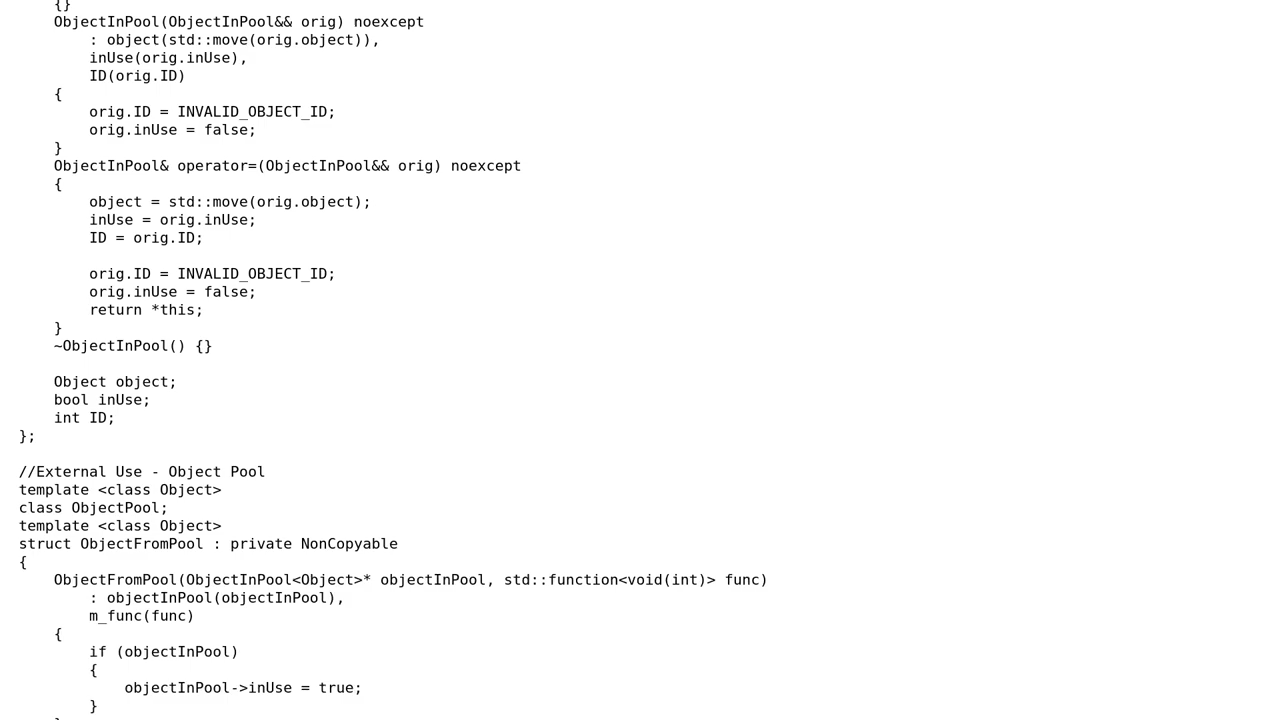 {}
ObjectInPool(ObjectInPool&& orig) noexcept
: object(std::move(orig.object)),
inUse(orig.inUse),
ID(orig.ID)
{
orig.ID = INVALID_OBJECT_ID;
orig.inUse = false;
}
ObjectInPool& operator=(ObjectInPool&& orig) noexcept
{
object = std::move(orig.object);
inUse = orig.inUse;
ID = orig.ID;

orig.ID = INVALID_OBJECT_ID;
orig.inUse = false;
return *this;
}
~ObjectInPool() {}

Object object;
bool inUse;
int ID;
};

//External Use - Object Pool
template <class Object>
class ObjectPool;
template <class Object>
struct ObjectFromPool : private NonCopyable
{
ObjectFromPool(ObjectInPool<Object>* objectInPool, std::function<void(int)> func)
: objectInPool(objectInPool),
m_func(func)
{
if (objectInPool)
{
objectInPool->inUse = true;
}